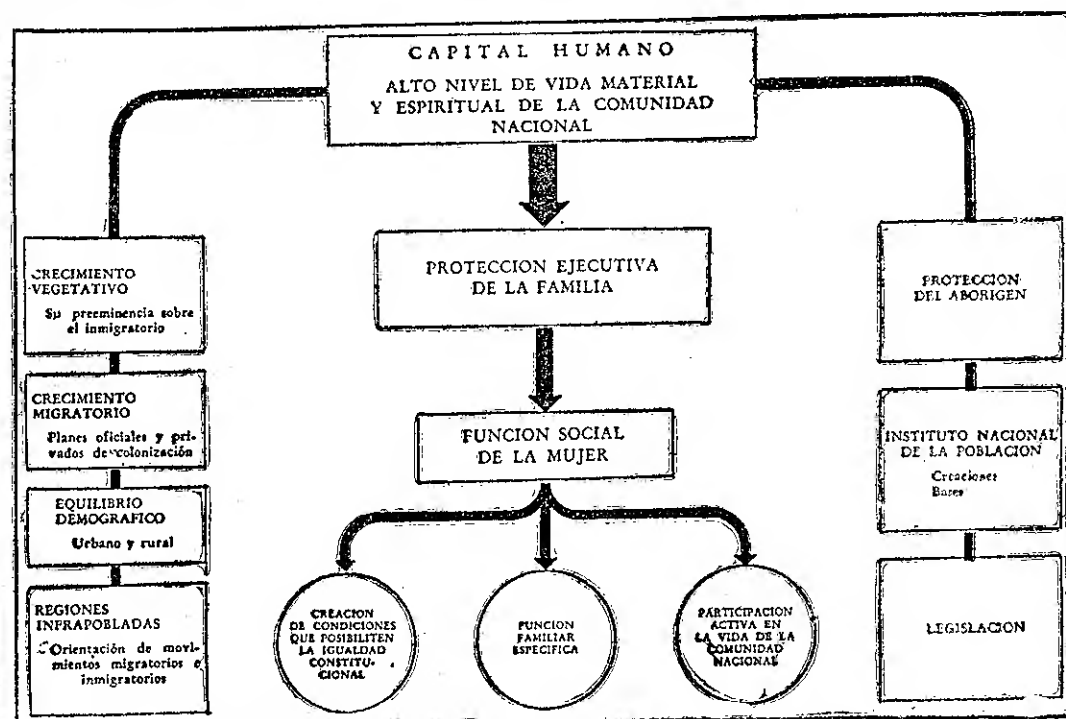 CAPITAL HUMANO
ALTO NIVEL DE VIDA MATERIAL
Y ESPIRITUAL DE LA COMUNIDAD
NACIONAL
CRECIMIENTO
VEGETATIVO
Su preeminencia sobre
el inmigratorio
CRECIMIENTO
MIGRATORIO
Planes oficiales y pri-
vados de colonización
EQUILIBRIO
DEMOGRAFICO
Urbano y rural
REGIONES
INFRAPOBLADAS
Orientación de movi-
mientos migratorios e
inmigratorios
PROTECCION EJECUTIVA
DE LA FAMILIA
FUNCION SOCIAL
DE LA MUJER
CREACION
DE CONDICIONES
QUE POSIBILITEN
LA IGUALDAD
CONSTITU-
CIONAL
FUNCION
FAMILIAR
ESPECIFICA
PARTICIPACION
ACTIVA EN
LA VIDA DE LA
COMUNIDAD
NACIONAL
PROTECCION
DEL ABORIGEN
INSTITUTO NACIONAL
DE LA POBLACION
Creaciones
Bases
LEGISLACION